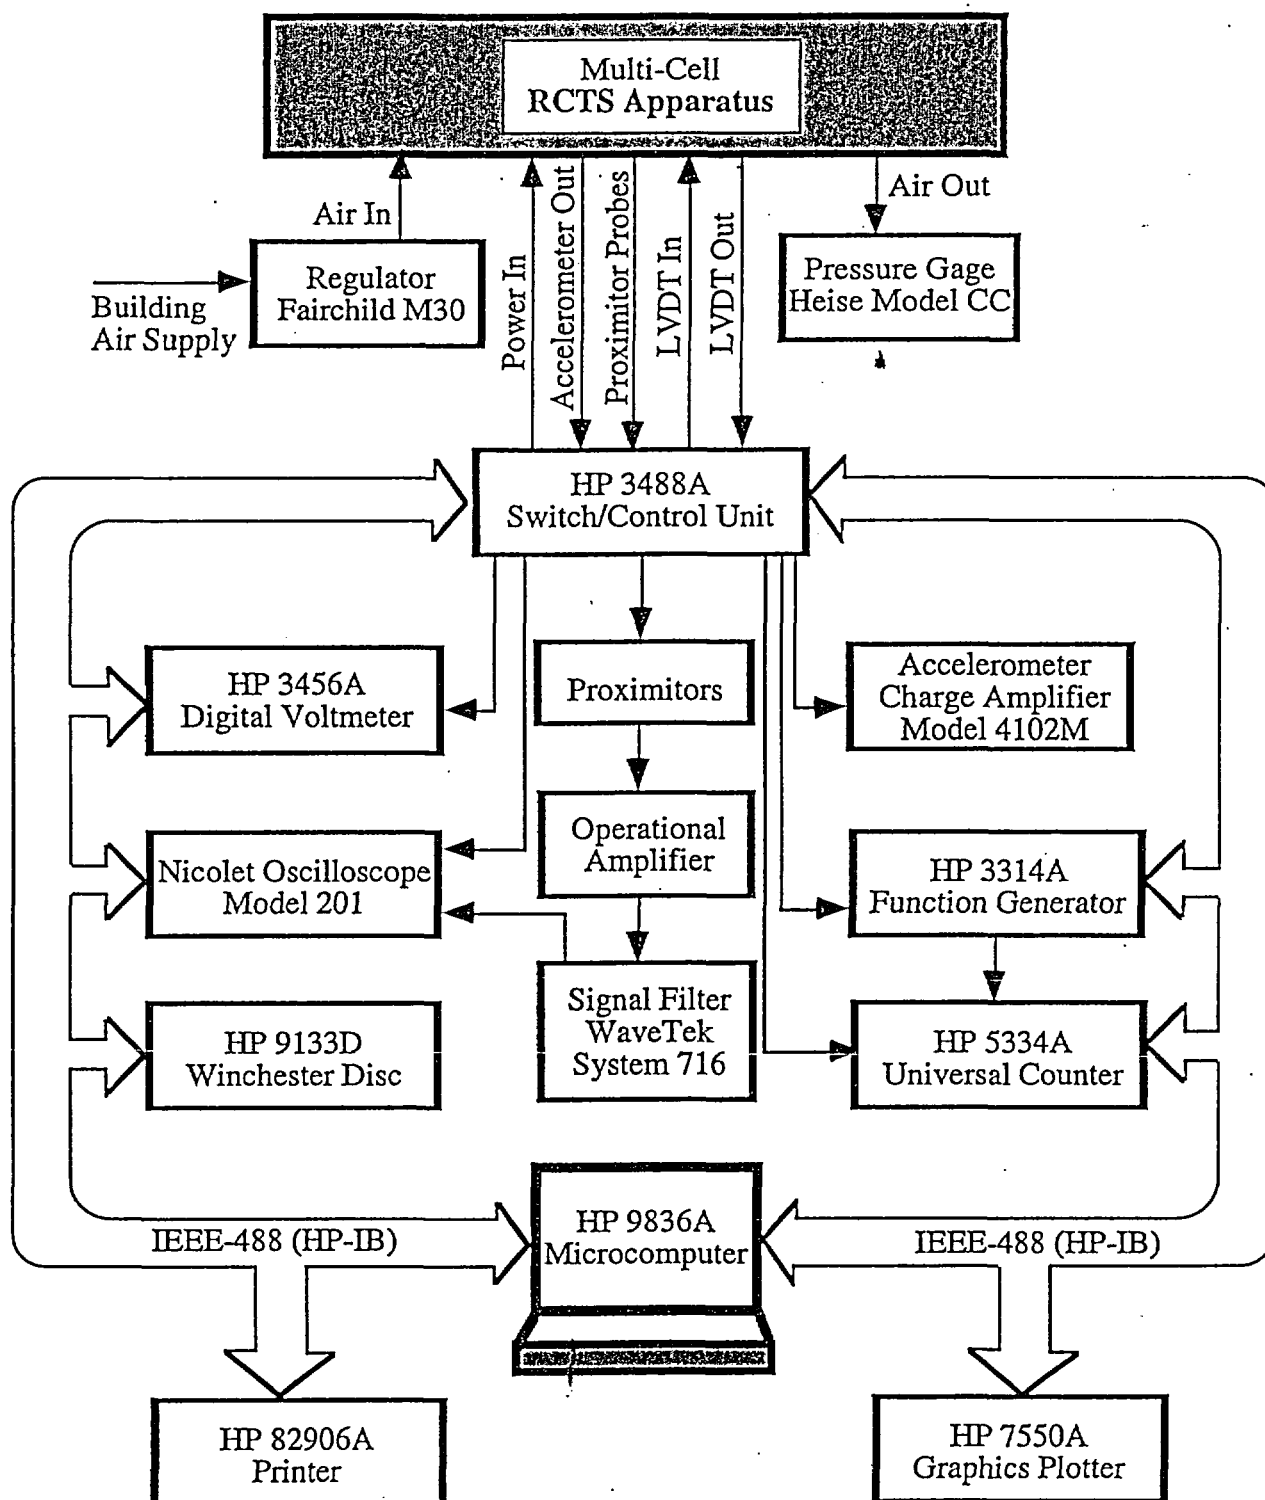 Multi-Cell
RCTS Apparatus
Air In
Power In
Accelerometer Out
Proximitor Probes
LVDT In
LVDT Out
Air Out
Building
Air Supply
Regulator
Fairchild M30
Pressure Gage
Heise Model CC
HP 3488A
Switch/Control Unit
HP 3456A
Digital Voltmeter
Proximitors
Accelerometer
Charge Amplifier
Model 4102M
Nicolet Oscilloscope
Model 201
Operational
Amplifier
HP 3314A
Function Generator
HP 9133D
Winchester Disc
Signal Filter
WaveTek
System 716
HP 5334A
Universal Counter
IEEE-488 (HP-IB)
HP 9836A
Microcomputer
IEEE-488 (HP-IB)
HP 82906A
Printer
HP 7550A
Graphics Plotter